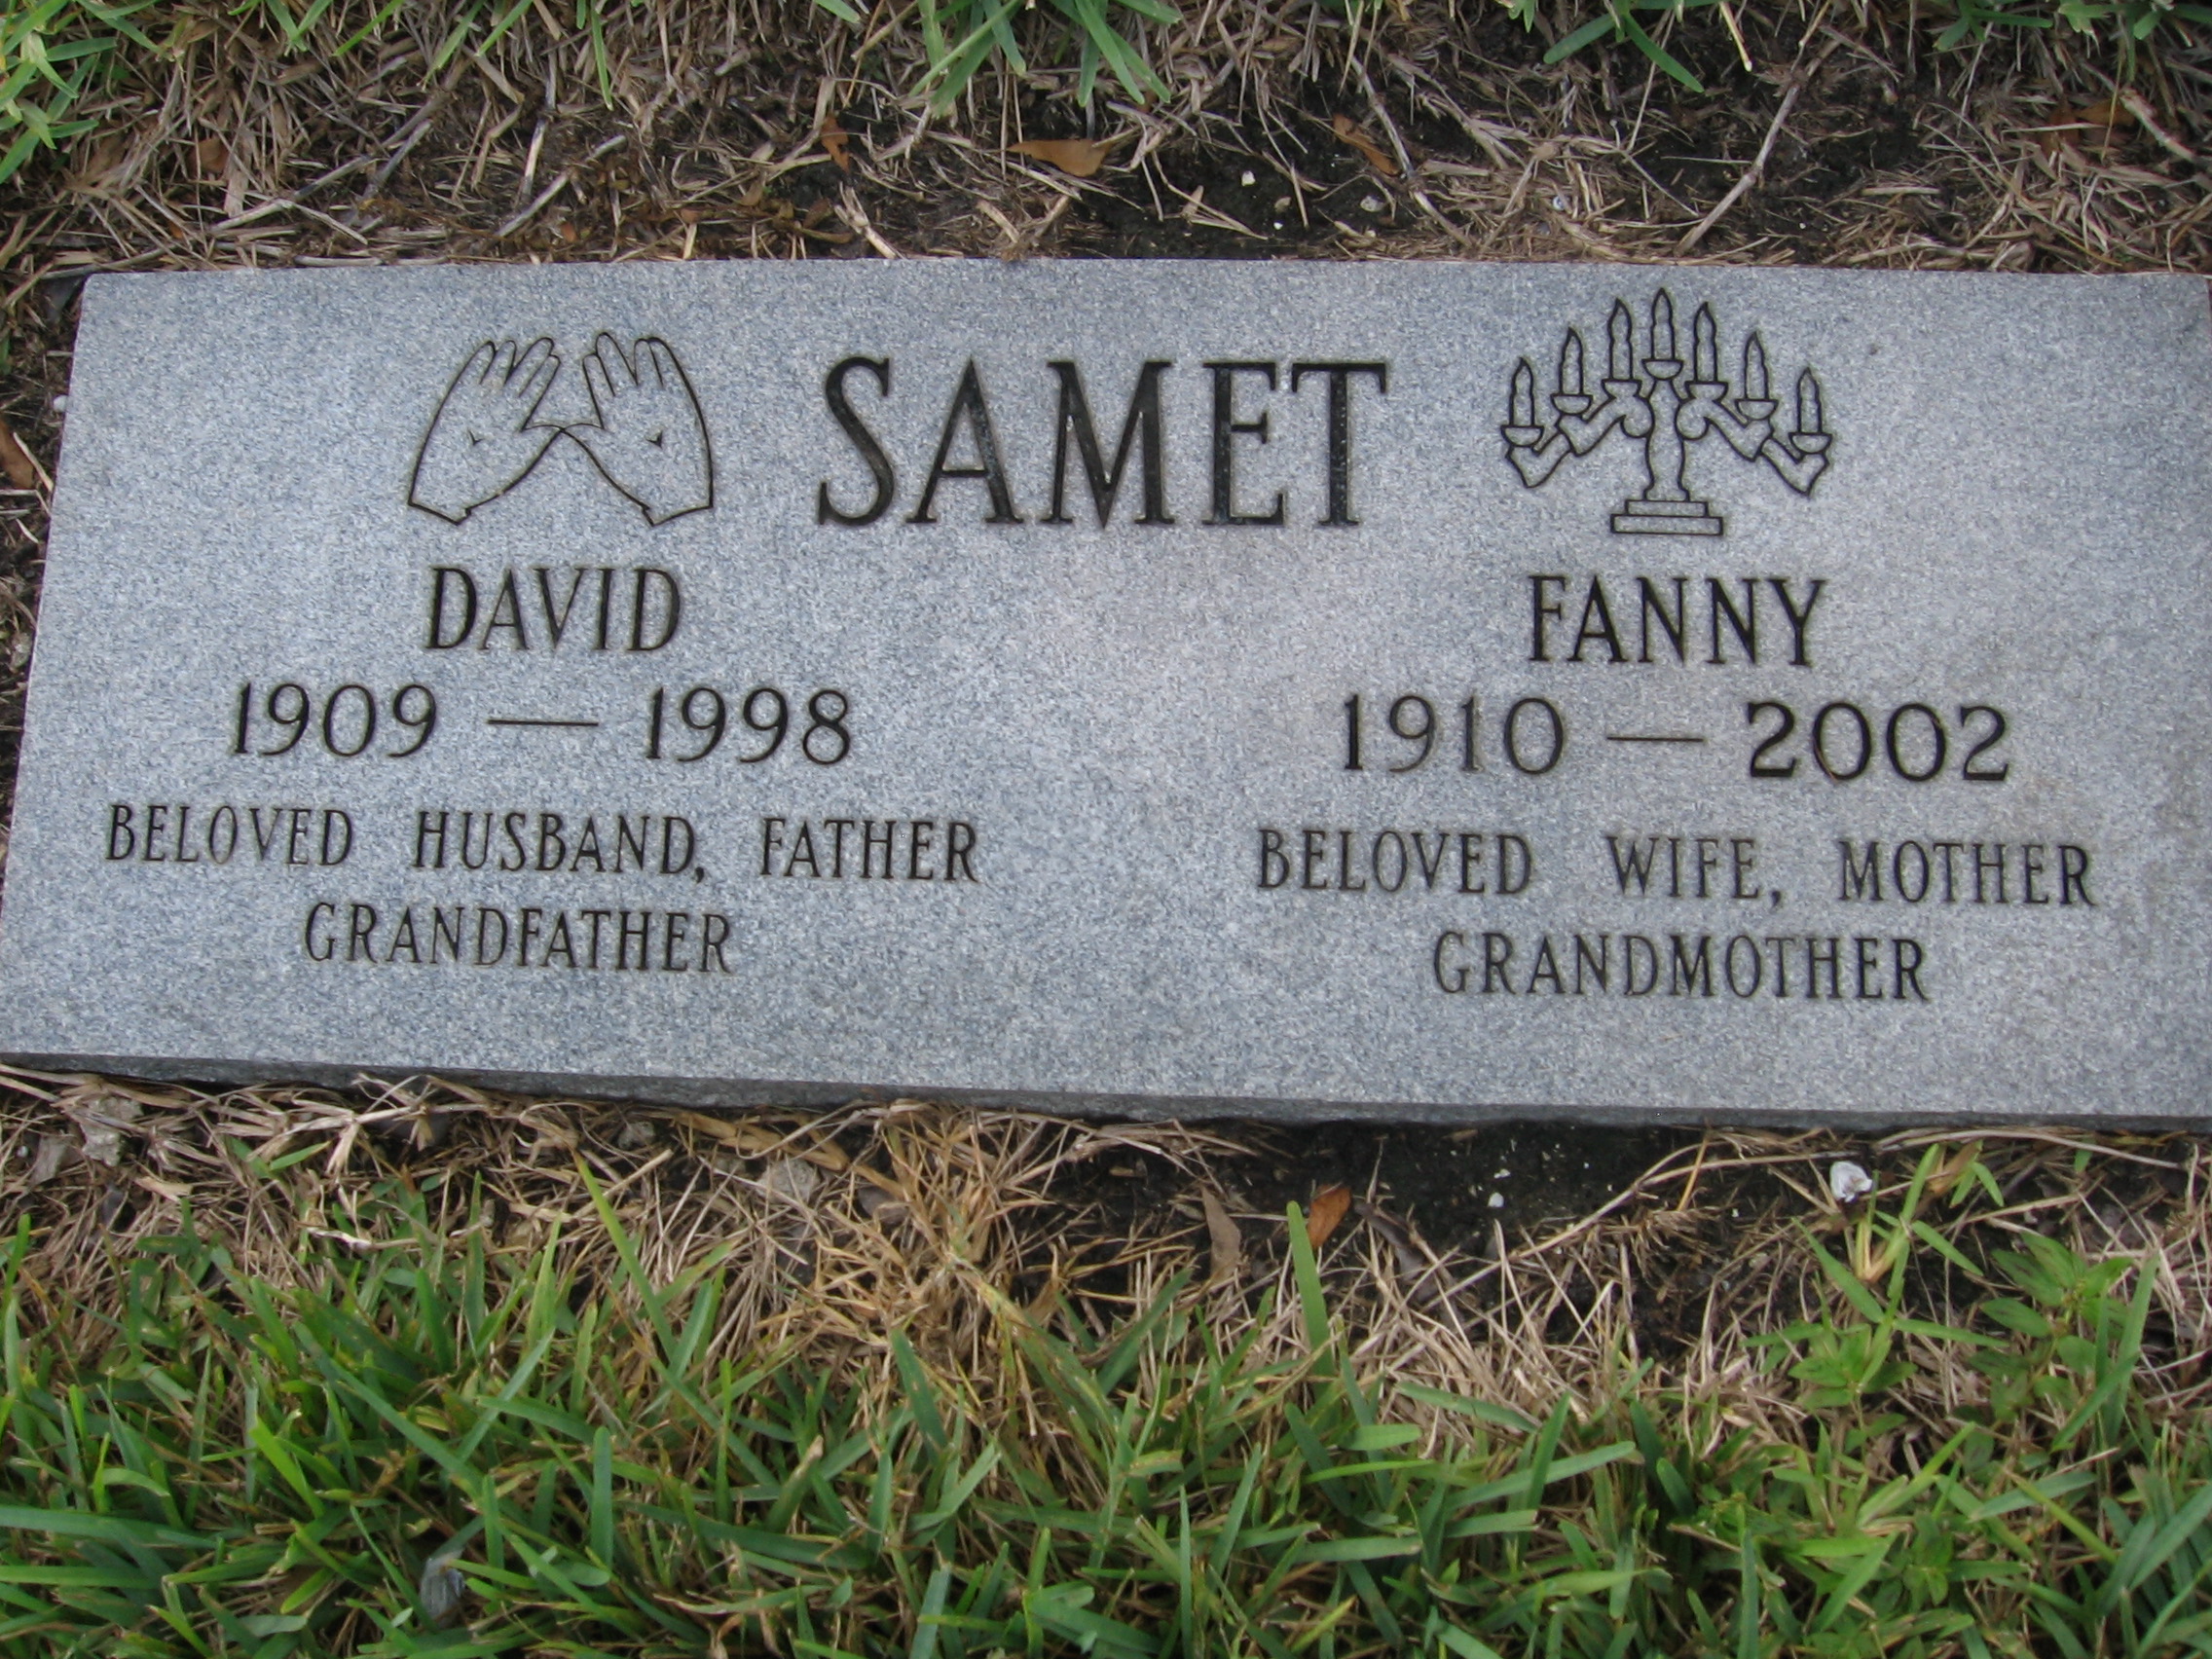 SAMET
DAVID
1909 — 1998
BELOVED HUSBAND, FATHER
GRANDFATHER
FANNY
1910 — 2002
BELOVED WIFE, MOTHER
GRANDMOTHER